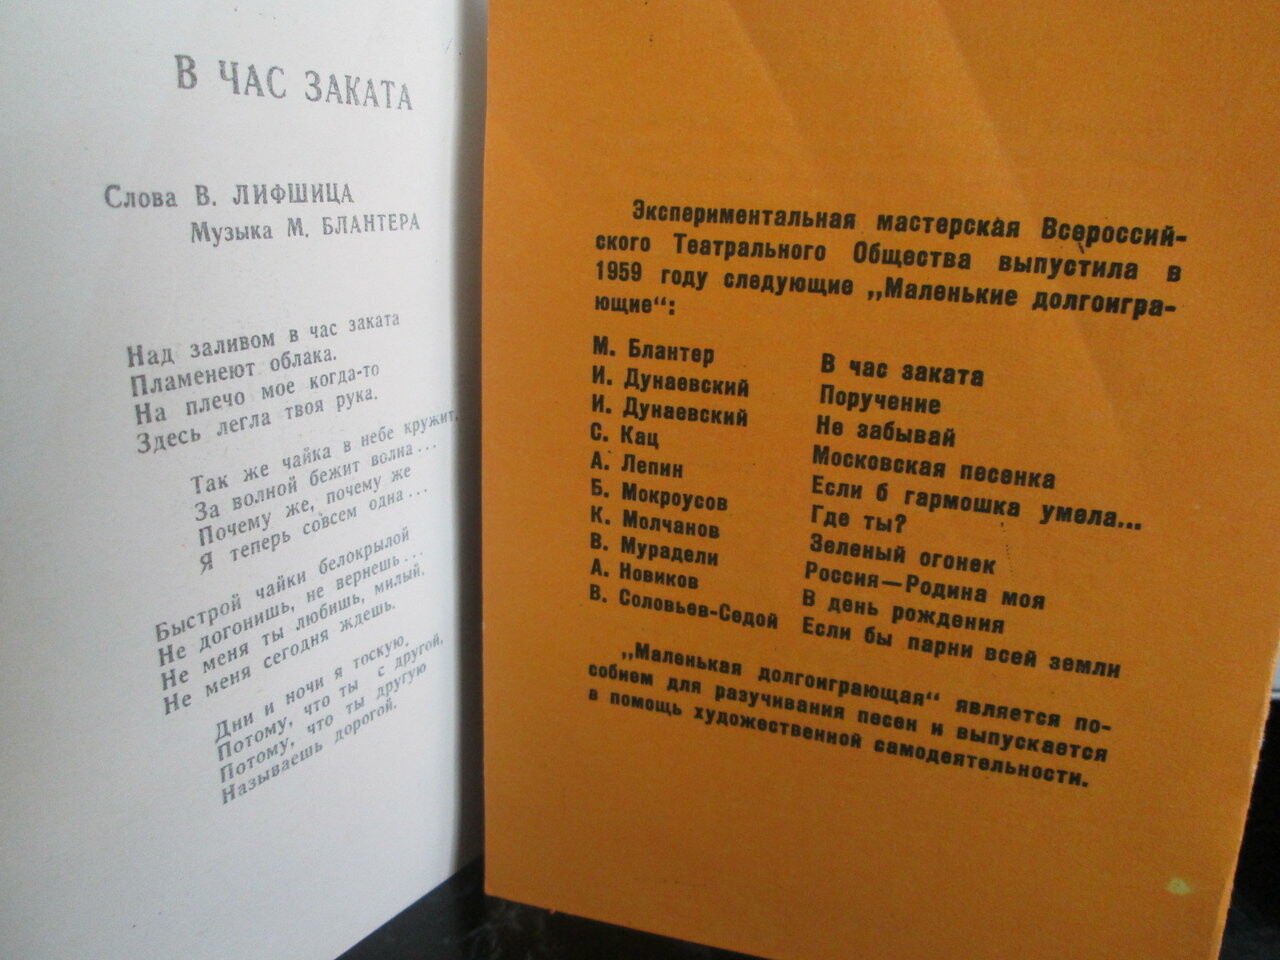 В ЧАС ЗАКАТА
Слова В. ЛИФШИЦА
Музыка М. БЛАНТЕРА
Над заливом в час заката
Пламенеют облака.
На плечо мое когда-то
Здесь легла твоя рука.
Так же чайка в небе кружит,
За волной бежит волна...
Почему же, почему же
Я теперь совсем одна...
Быстрой чайки белокрылой
Не догонишь, не вернешь...
Не меня ты любишь, милый,
Не меня сегодня ждешь.
Дни и ночи я тоскую,
Потому, что ты с другой,
Потому, что ты другую
Называешь дорогой.
Экспериментальная мастерская Всероссий-
ского Театрального Общества выпустила в
1959 году следующие „Маленькие долгоигра-
ющие“:
М. Блантер В час заката
И. Дунаевский Поручение
И. Дунаевский Не забывай
С. Кац Московская песенка
А. Лепин Если б гармошка умела...
Б. Мокроусов Где ты?
К. Молчанов Зеленый огонек
В. Мурадели Россия—Родина моя
А. Новиков В день рождения
В. Соловьев-Седой Если бы парни всей земли
„Маленькая долгоиграющая“ является по-
собием для разучивания песен и выпускается
в помощь художественной самодеятельности.